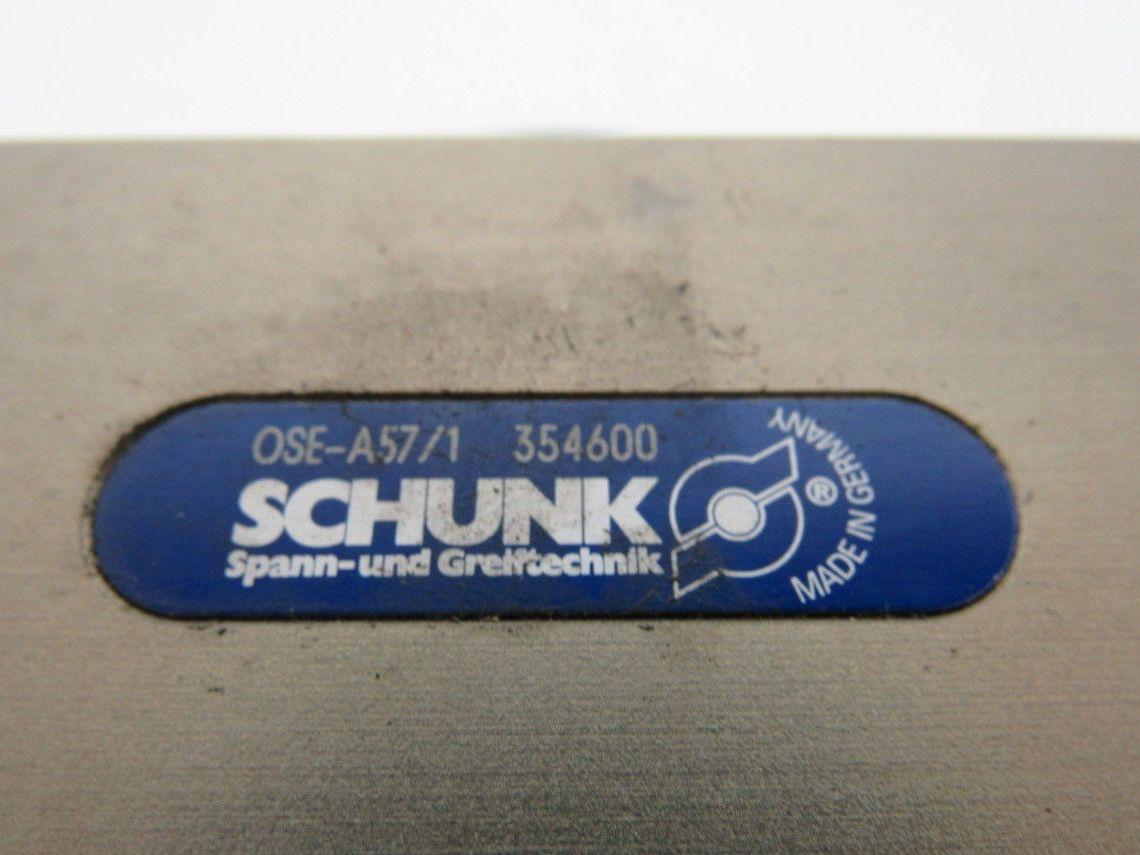 OSE-A57/1 354600
SCHUNK
Spann-und Greiftechnik
®
MADE IN GERMANY